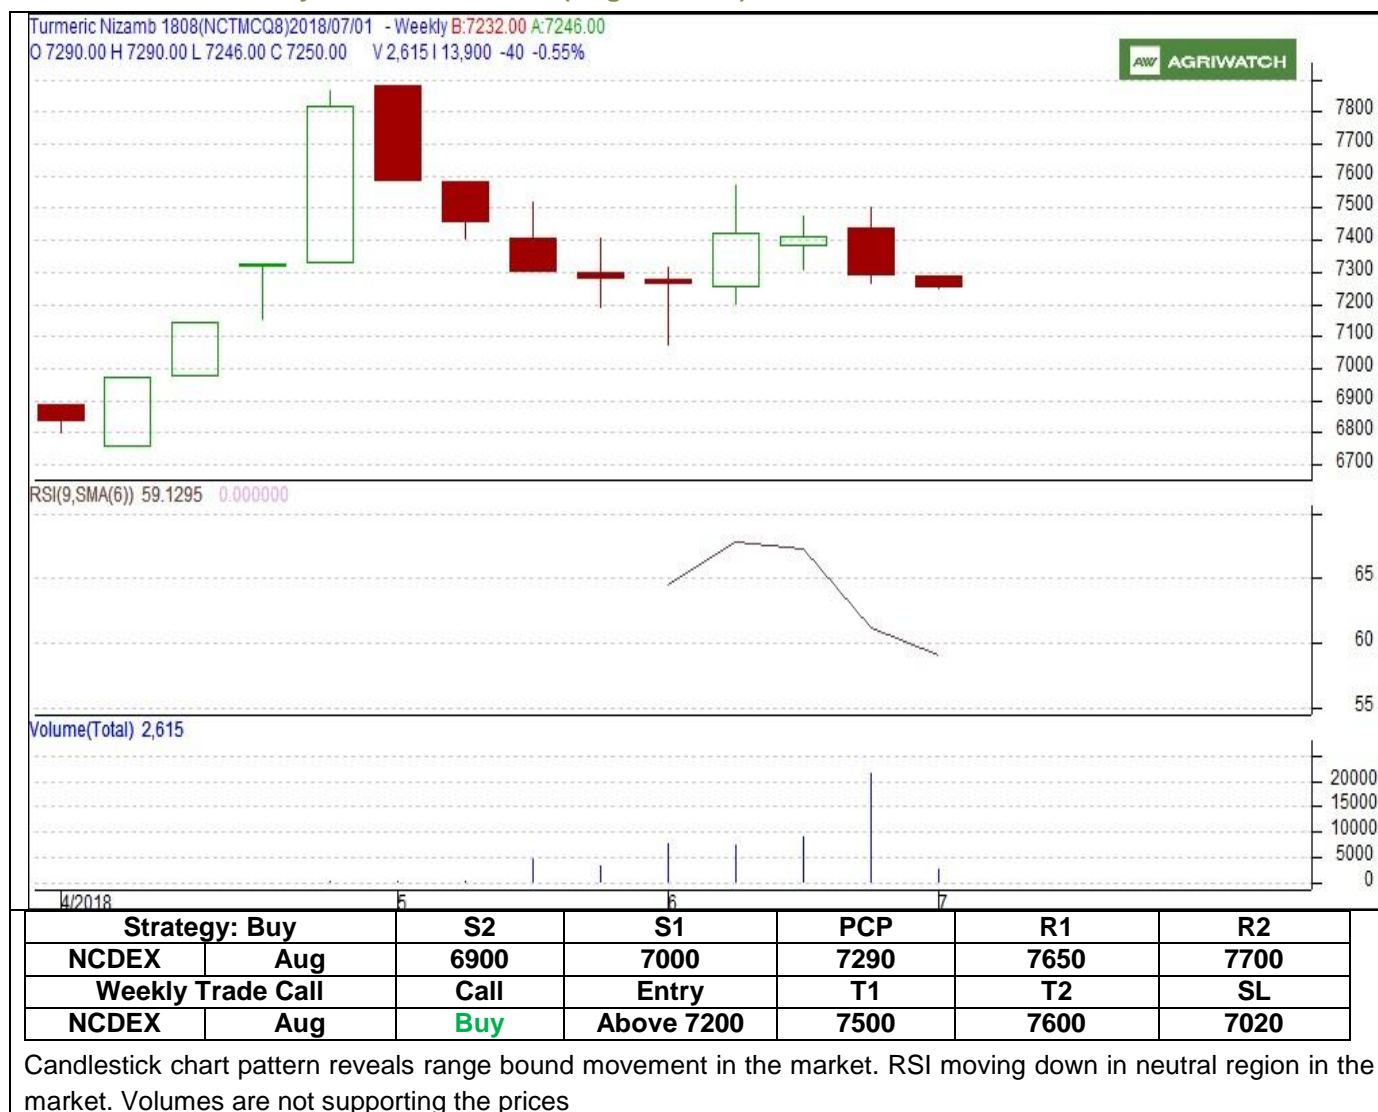 Turmeric Nizamb 1808(NCTMCQ8)2018/07/01 - Weekly B:7232.00 A:7246.00
O 7290.00 H 7290.00 L 7246.00 C 7250.00 V 2,615 I 13,900 -40 -0.55%
AW AGRIWATCH
7800
7700
7600
7500
7400
7300
7200
7100
7000
6900
6800
6700
RSI(9,SMA(6)) 59.1295 0.000000
65
60
55
Volume(Total) 2,615
20000
15000
10000
5000
0
4/2018 5 6 7
Strategy: Buy S2 S1 PCP R1 R2
NCDEX Aug 6900 7000 7290 7650 7700
Weekly Trade Call Call Entry T1 T2 SL
NCDEX Aug Buy Above 7200 7500 7600 7020
Candlestick chart pattern reveals range bound movement in the market. RSI moving down in neutral region in the
market. Volumes are not supporting the prices